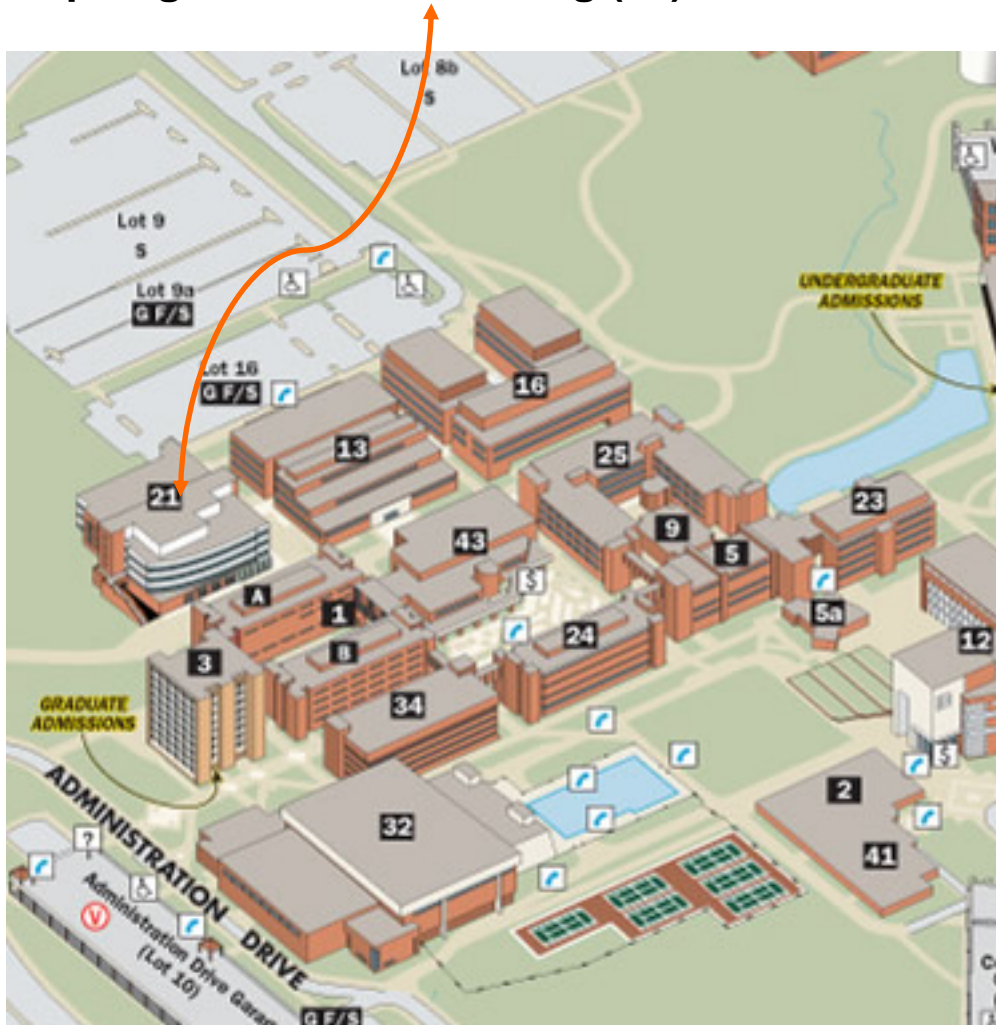 Lot 8b
S
Lot 9
S
Lot 9a
G F/S
Lot 16
G F/S
UNDERGRADUATE
ADMISSIONS
16
13
25
21
23
9
43
5
$
A
1
5a
24
B
12
3
34
GRADUATE
ADMISSIONS
$
2
32
41
ADMINISTRATION DRIVE
?
V
Administration Drive
(Lot 10)
G F/S